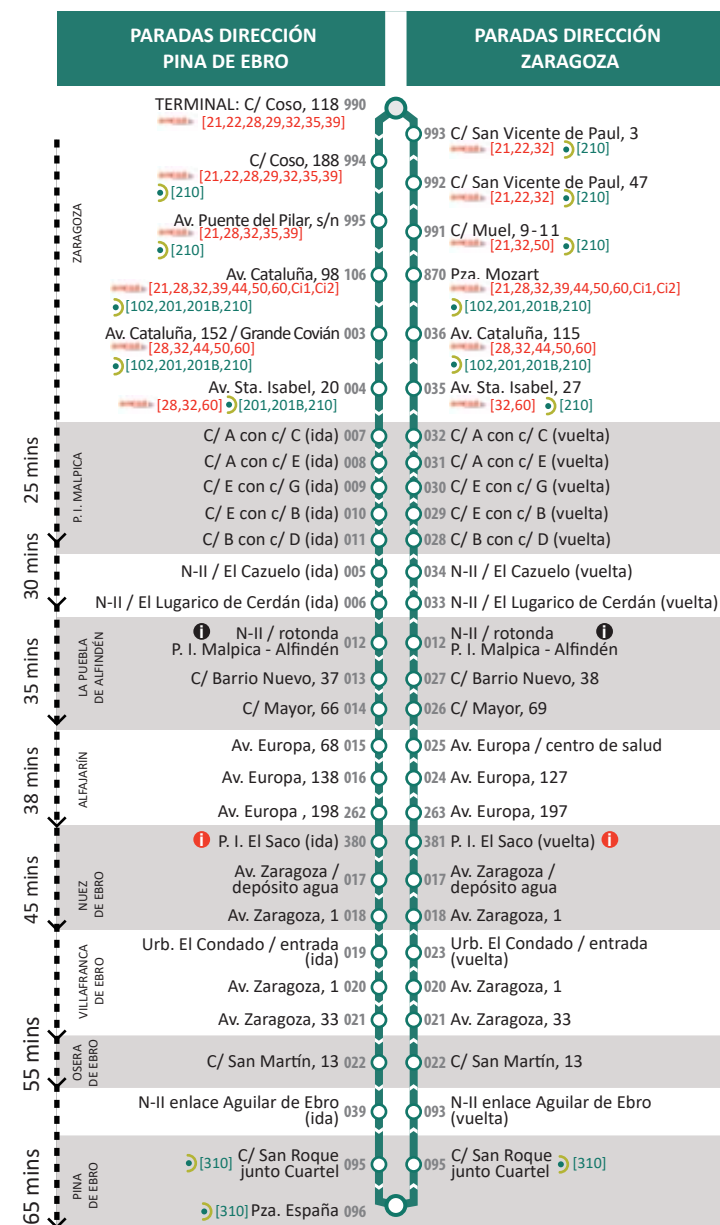 PARADAS DIRECCIÓN
PINA DE EBRO
PARADAS DIRECCIÓN
ZARAGOZA
TERMINAL: C/ Coso, 118 990
[21,22,28,29,32,35,39]
993 C/ San Vicente de Paul, 3
[21,22,32] [210]
C/ Coso, 188 994
[21,22,28,29,32,35,39]
[210]
992 C/ San Vicente de Paul, 47
[21,22,32] [210]
Av. Puente del Pilar, s/n 995
[21,28,32,35,39]
[210]
991 C/ Muel, 9-11
[21,32,50] [210]
Av. Cataluña, 98 106
[21,28,32,39,44,50,60,Ci1,Ci2]
[102,201,201B,210]
870 Pza. Mozart
[21,28,32,39,44,50,60,Ci1,Ci2]
[102,201,201B,210]
Av. Cataluña, 152 / Grande Covián 003
[28,32,44,50,60]
[102,201,201B,210]
036 Av. Cataluña, 115
[28,32,44,50,60]
[102,201,201B,210]
Av. Sta. Isabel, 20 004
[28,32,60] [201,201B,210]
035 Av. Sta. Isabel, 27
[32,60] [210]
ZARAGOZA
25 mins
P. I. MALPICA
C/ A con c/ C (ida) 007
032 C/ A con c/ C (vuelta)
C/ A con c/ E (ida) 008
031 C/ A con c/ E (vuelta)
C/ E con c/ G (ida) 009
030 C/ E con c/ G (vuelta)
C/ E con c/ B (ida) 010
029 C/ E con c/ B (vuelta)
C/ B con c/ D (ida) 011
028 C/ B con c/ D (vuelta)
30 mins
N-II / El Cazuelo (ida) 005
034 N-II / El Cazuelo (vuelta)
N-II / El Lugarico de Cerdán (ida) 006
033 N-II / El Lugarico de Cerdán (vuelta)
35 mins
LA PUEBLA
DE ALFINDÉN
i N-II / rotonda
P. I. Malpica - Alfindén 012
012 N-II / rotonda i
P. I. Malpica - Alfindén
C/ Barrio Nuevo, 37 013
027 C/ Barrio Nuevo, 38
C/ Mayor, 66 014
026 C/ Mayor, 69
38 mins
ALFAJARÍN
Av. Europa, 68 015
025 Av. Europa / centro de salud
Av. Europa, 138 016
024 Av. Europa, 127
Av. Europa , 198 262
263 Av. Europa, 197
45 mins
NUEZ
DE EBRO
i P. I. El Saco (ida) 380
381 P. I. El Saco (vuelta) i
Av. Zaragoza /
depósito agua 017
017 Av. Zaragoza /
depósito agua
Av. Zaragoza, 1 018
018 Av. Zaragoza, 1
VILLAFRANCA
DE EBRO
Urb. El Condado / entrada
(ida) 019
023 Urb. El Condado / entrada
(vuelta)
Av. Zaragoza, 1 020
020 Av. Zaragoza, 1
Av. Zaragoza, 33 021
021 Av. Zaragoza, 33
55 mins
OSERA
DE EBRO
C/ San Martín, 13 022
022 C/ San Martín, 13
N-II enlace Aguilar de Ebro
(ida) 039
093 N-II enlace Aguilar de Ebro
(vuelta)
65 mins
PINA
DE EBRO
[310] C/ San Roque
junto Cuartel 095
095 C/ San Roque
junto Cuartel [310]
[310] Pza. España 096